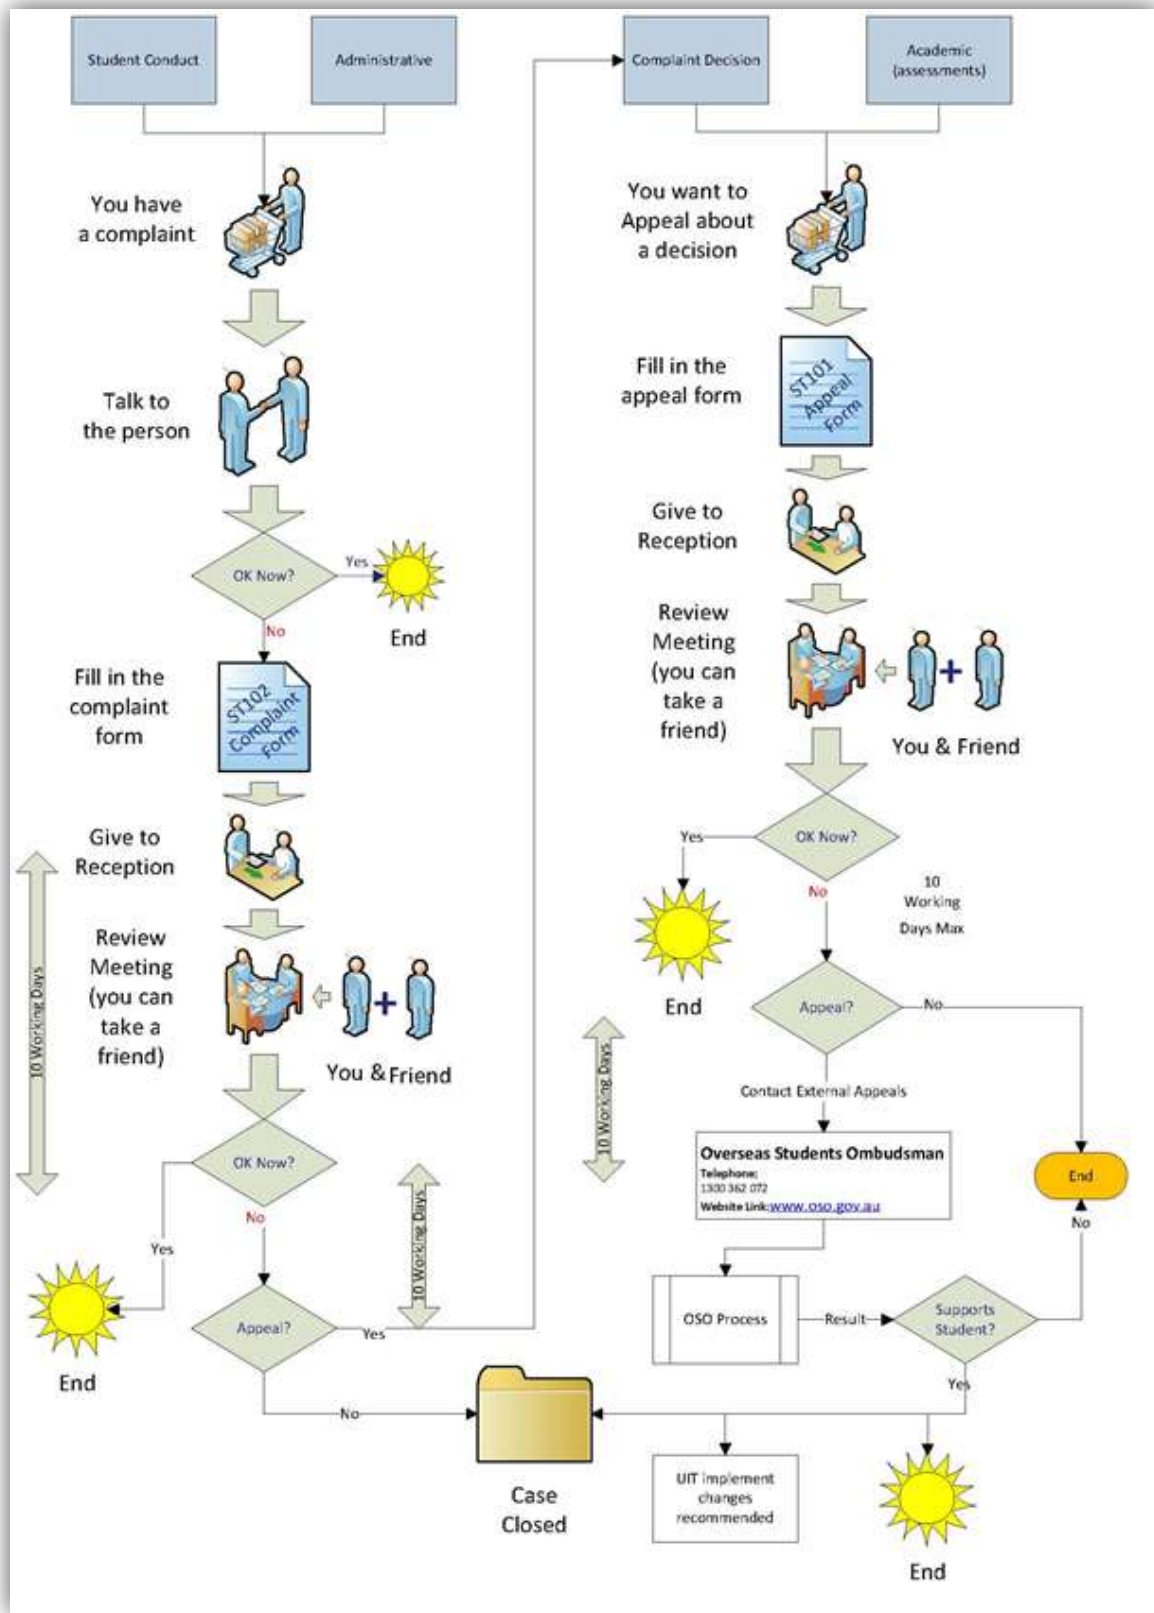 Student Conduct
Administrative
You have
a complaint
Talk to
the person
OK Now?
Yes
End
No
Fill in the
complaint
form
ST102
Complaint
Form
Give to
Reception
Review
Meeting
(you can
take a
friend)
You & Friend
10 Working Days
OK Now?
Yes
End
No
10 Working Days
Appeal?
Yes
No
Case
Closed
Complaint Decision
Academic
(assessments)
You want to
Appeal about
a decision
Fill in the
appeal form
ST101
Appeal
Form
Give to
Reception
Review
Meeting
(you can
take a
friend)
You & Friend
OK Now?
Yes
End
No
10
Working
Days Max
Appeal?
No
10 Working Days
Contact External Appeals
Overseas Students Ombudsman
Telephone:
1300 362 072
Website Link:www.oso.gov.au
End
No
OSO Process
Result
Supports
Student?
Yes
UIT implement
changes
recommended
End